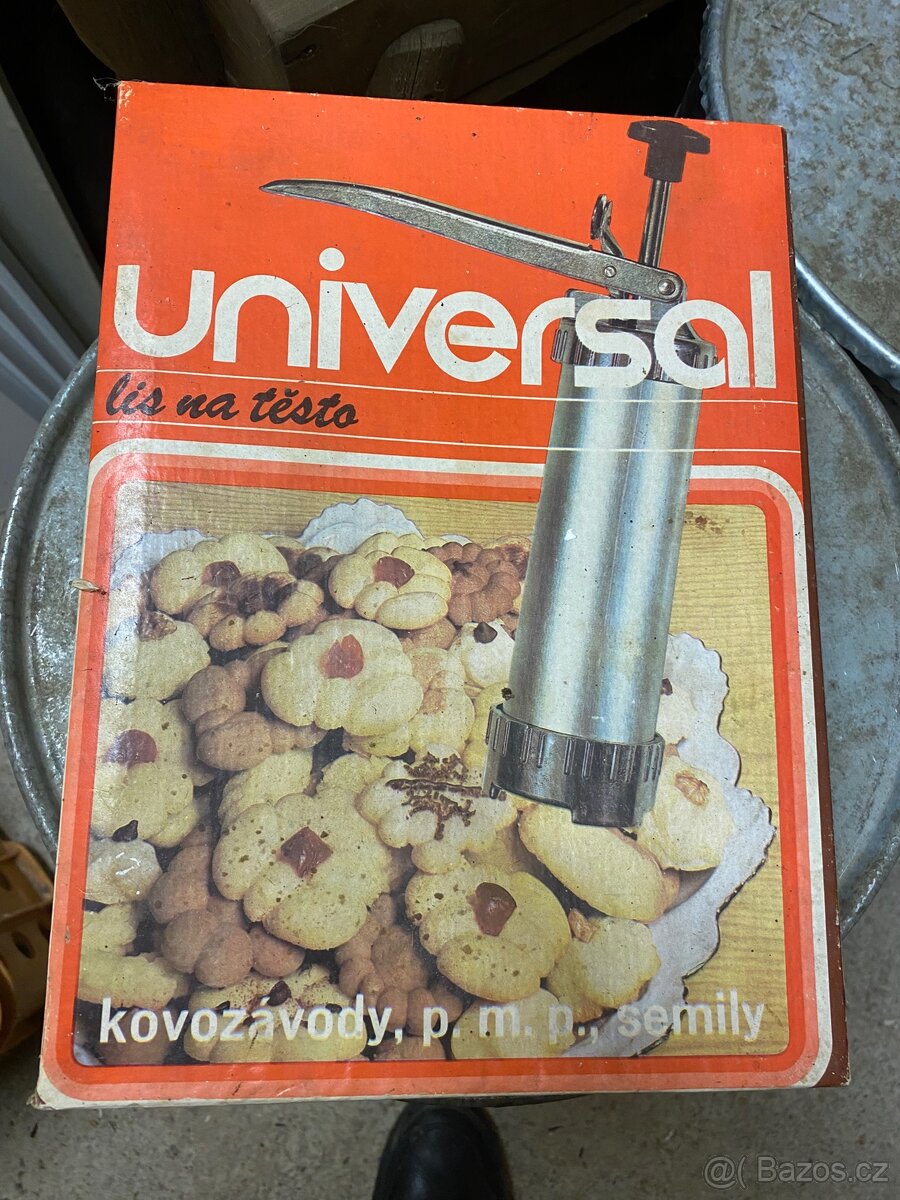 universal
lis na těsto
kovozávody, p. m. p., semily
@( Bazos.cz